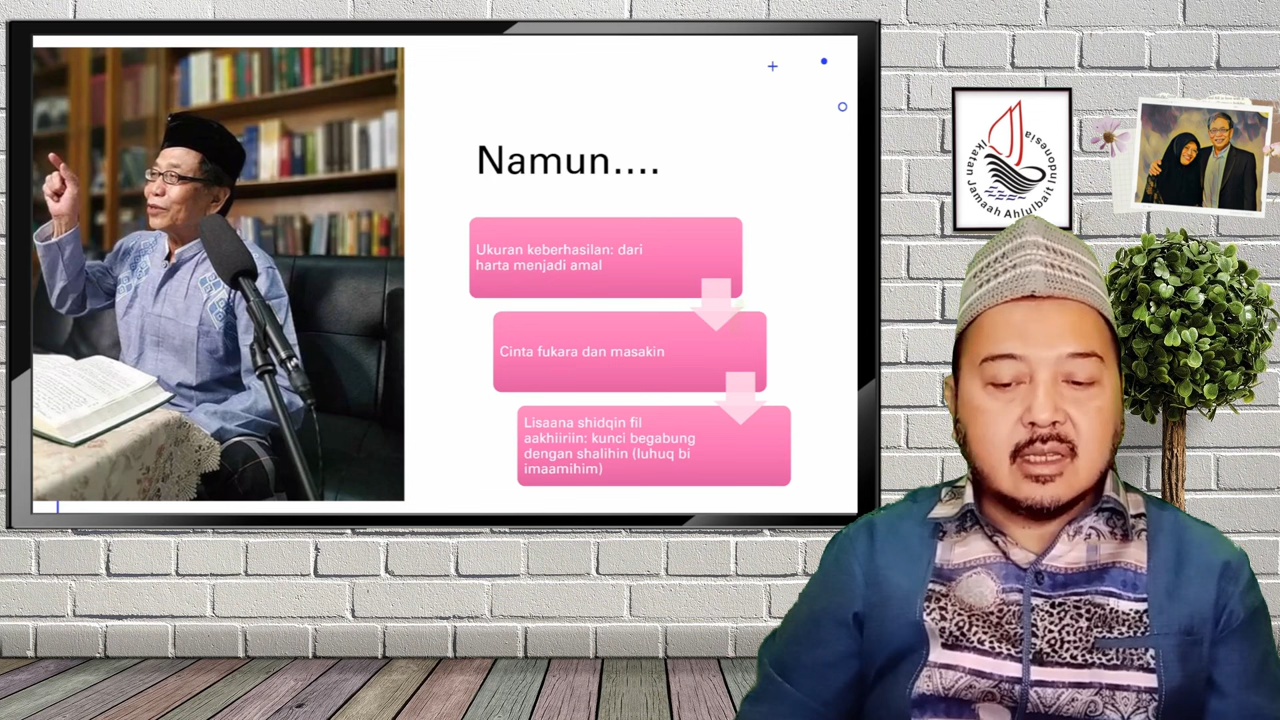 Namun....
Ukuran keberhasilan: dari
harta menjadi amal
Cinta fukara dan masakin
Lisaana shidqin fil
aakhiiriin: kunci begabung
dengan shalihin (luhuq bi
imaamihim)
Ikatan Jamaah Ahlulbait Indonesia